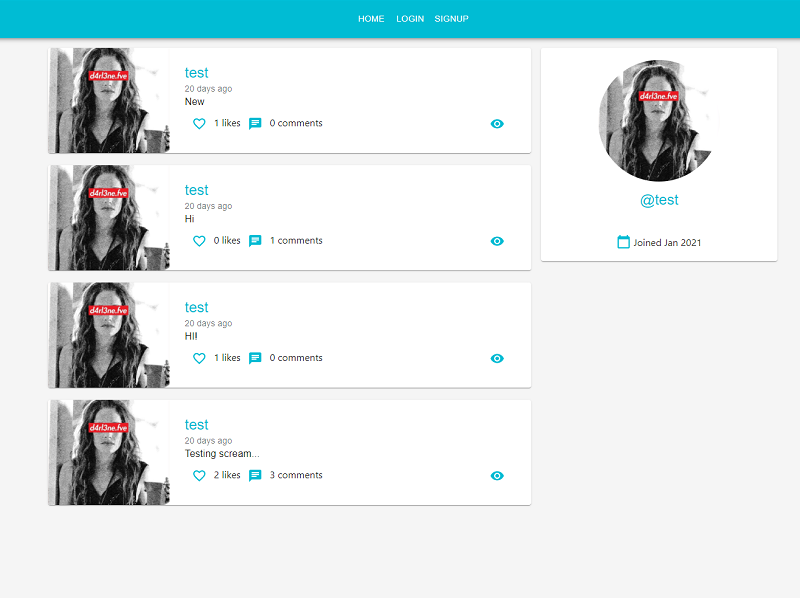 HOME LOGIN SIGNUP
d4rl3ne.fve
test
20 days ago
New
1 likes 0 comments
d4rl3ne.fve
test
20 days ago
Hi
0 likes 1 comments
d4rl3ne.fve
test
20 days ago
HI!
1 likes 0 comments
d4rl3ne.fve
test
20 days ago
Testing scream...
2 likes 3 comments
d4rl3ne.fve
@test
Joined Jan 2021